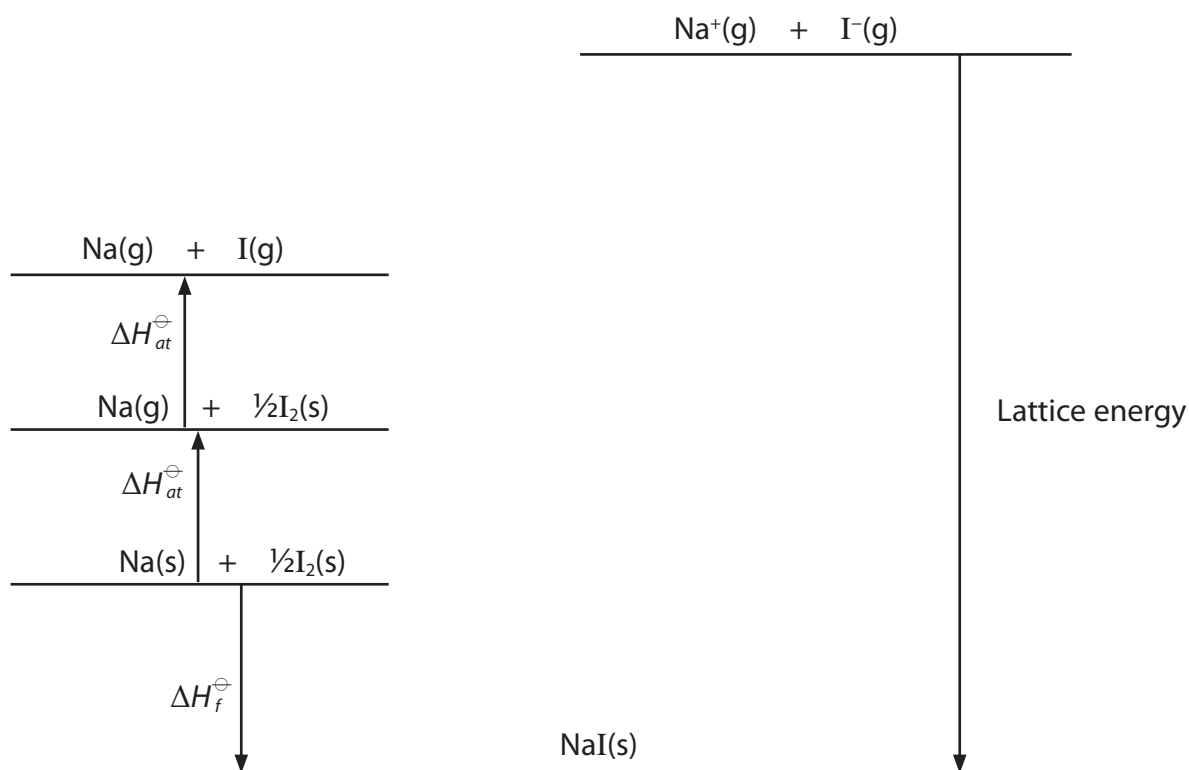 Na⁺(g) + I⁻(g)
Na(g) + I(g)
ΔH⦵at
Na(g) + ½I₂(s)
Lattice energy
ΔH⦵at
Na(s) + ½I₂(s)
ΔH⦵f
NaI(s)